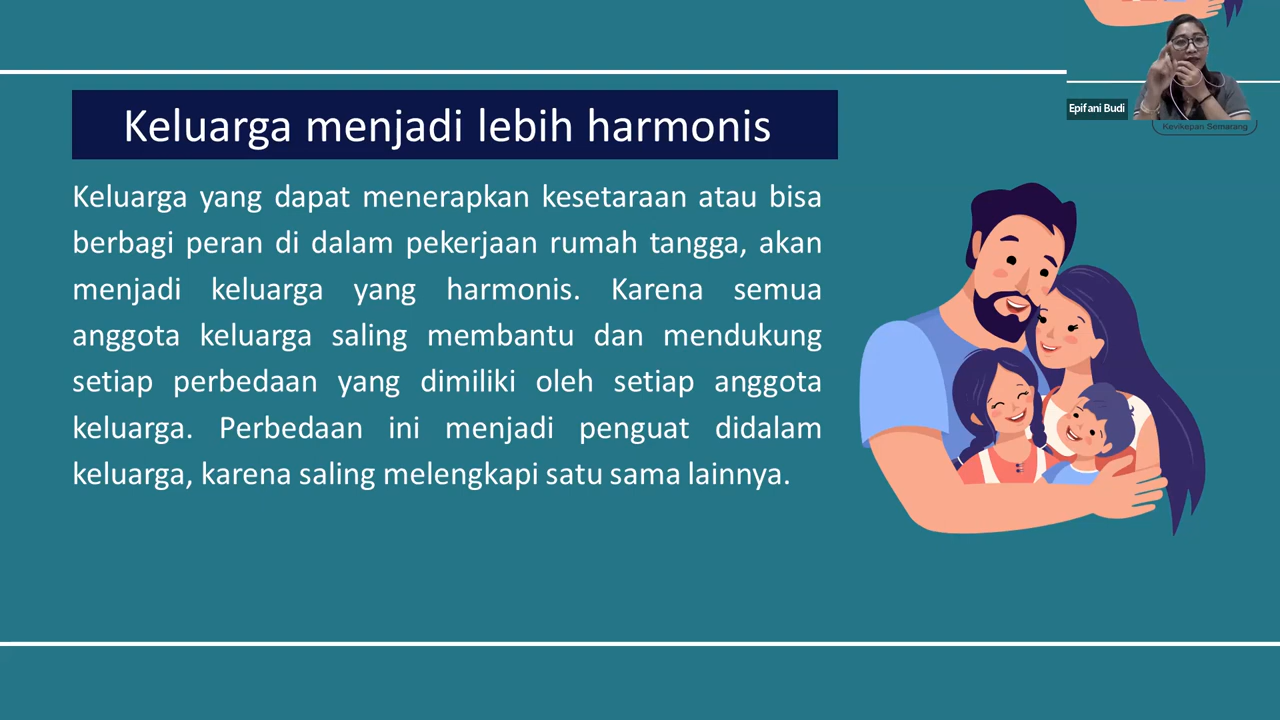 Keluarga menjadi lebih harmonis
Keluarga yang dapat menerapkan kesetaraan atau bisa
berbagi peran di dalam pekerjaan rumah tangga, akan
menjadi keluarga yang harmonis. Karena semua
anggota keluarga saling membantu dan mendukung
setiap perbedaan yang dimiliki oleh setiap anggota
keluarga. Perbedaan ini menjadi penguat didalam
keluarga, karena saling melengkapi satu sama lainnya.
Epifani Budi
Kevikepan Semarang